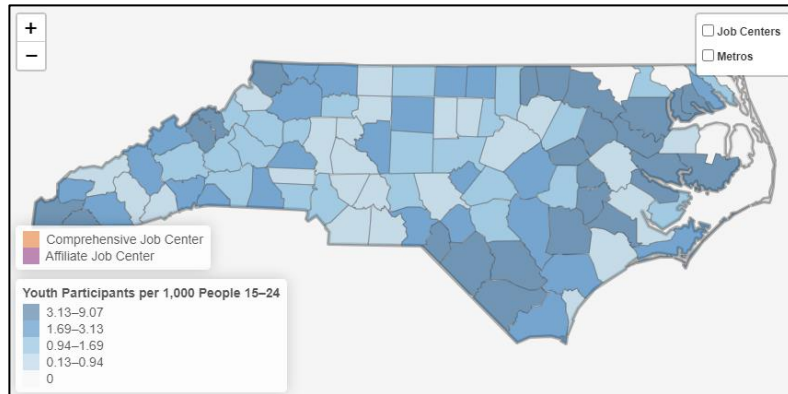 +
−
Job Centers
Metros
Comprehensive Job Center
Affiliate Job Center
Youth Participants per 1,000 People 15–24
3.13–9.07
1.69–3.13
0.94–1.69
0.13–0.94
0